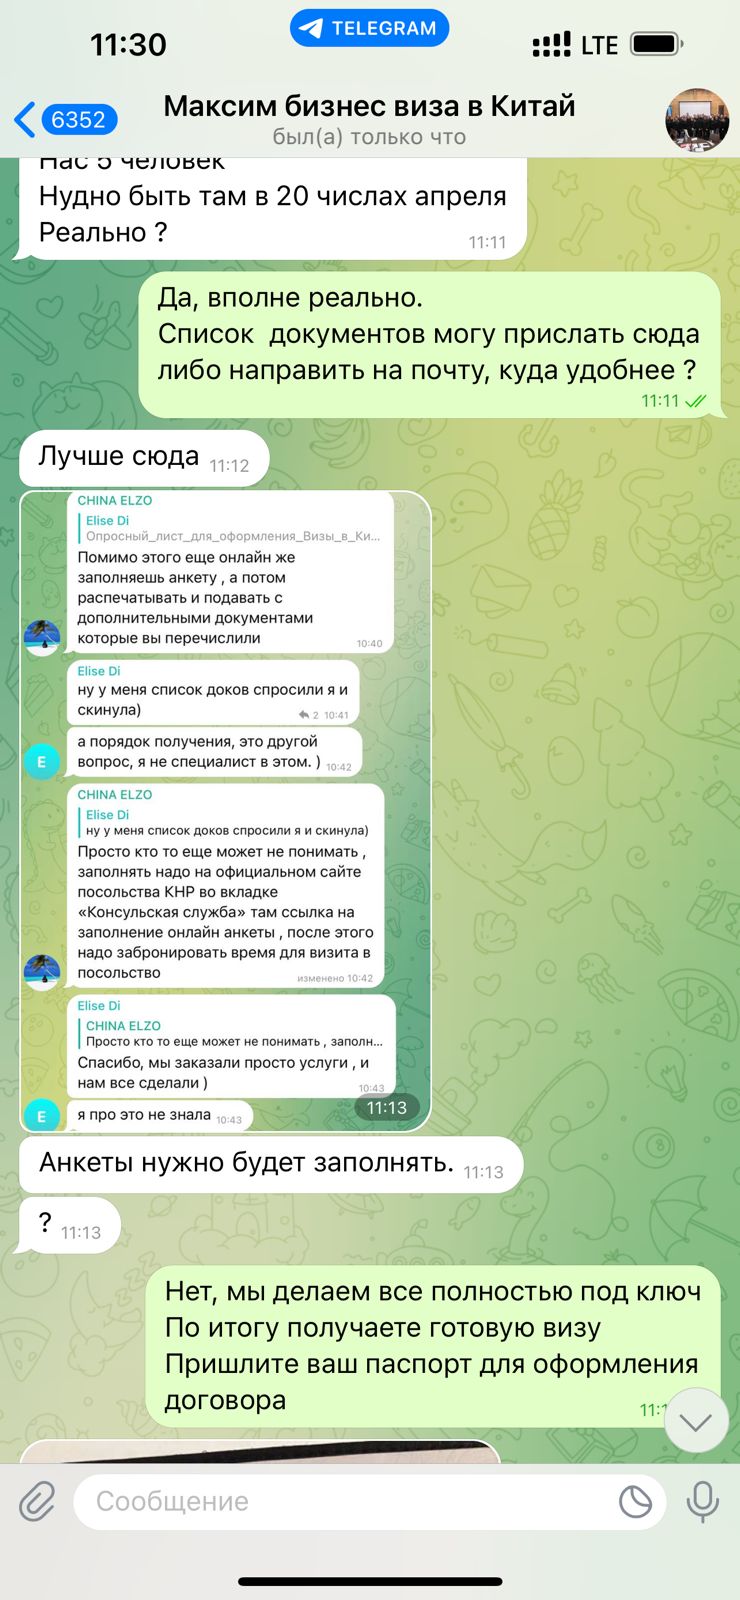 11:30
TELEGRAM
LTE
6352
Максим бизнес виза в Китай
был(а) только что
Нас 5 человек
Нудно быть там в 20 числах апреля
Реально ?
11:11
Да, вполне реально.
Список документов могу прислать сюда
либо направить на почту, куда удобнее ?
11:11
Лучше сюда
11:12
CHINA ELZO
Elise Di
Опросный_лист_для_оформления_Визы_в_Ки...
Помимо этого еще онлайн же
заполняешь анкету , а потом
распечатывать и подавать с
дополнительными документами
которые вы перечислили
10:40
Elise Di
ну у меня список доков спросили я и
скинула)
2 10:41
а порядок получения, это другой
вопрос, я не специалист в этом. )
10:42
E
CHINA ELZO
Elise Di
ну у меня список доков спросили я и скинула)
Просто кто то еще может не понимать ,
заполнять надо на официальном сайте
посольства КНР во вкладке
«Консульская служба» там ссылка на
заполнение онлайн анкеты , после этого
надо забронировать время для визита в
посольство
изменено 10:42
Elise Di
CHINA ELZO
Просто кто то еще может не понимать , заполн...
Спасибо, мы заказали просто услуги , и
нам все сделали )
10:43
E
я про это не знала
10:43
11:13
Анкеты нужно будет заполнять.
11:13
?
11:13
Нет, мы делаем все полностью под ключ
По итогу получаете готовую визу
Пришлите ваш паспорт для оформления
договора
Сообщение